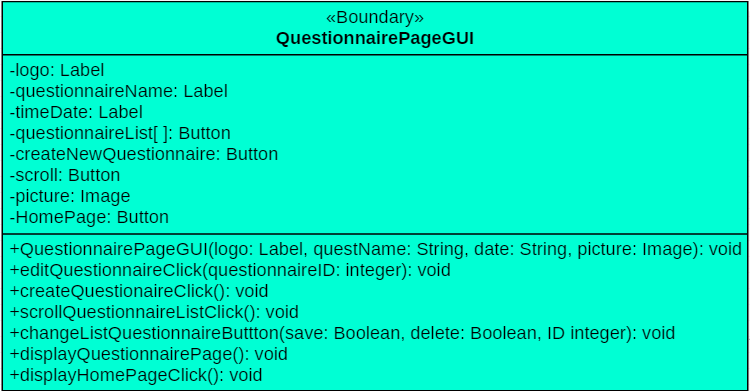 «Boundary»
QuestionnairePageGUI
-logo: Label
-questionnaireName: Label
-timeDate: Label
-questionnaireList[ ]: Button
-createNewQuestionnaire: Button
-scroll: Button
-picture: Image
-HomePage: Button
+QuestionnairePageGUI(logo: Label, questName: String, date: String, picture: Image): void
+editQuestionnaireClick(questionnaireID: integer): void
+createQuestionaireClick(): void
+scrollQuestionnaireListClick(): void
+changeListQuestionnaireButtton(save: Boolean, delete: Boolean, ID integer): void
+displayQuestionnairePage(): void
+displayHomePageClick(): void